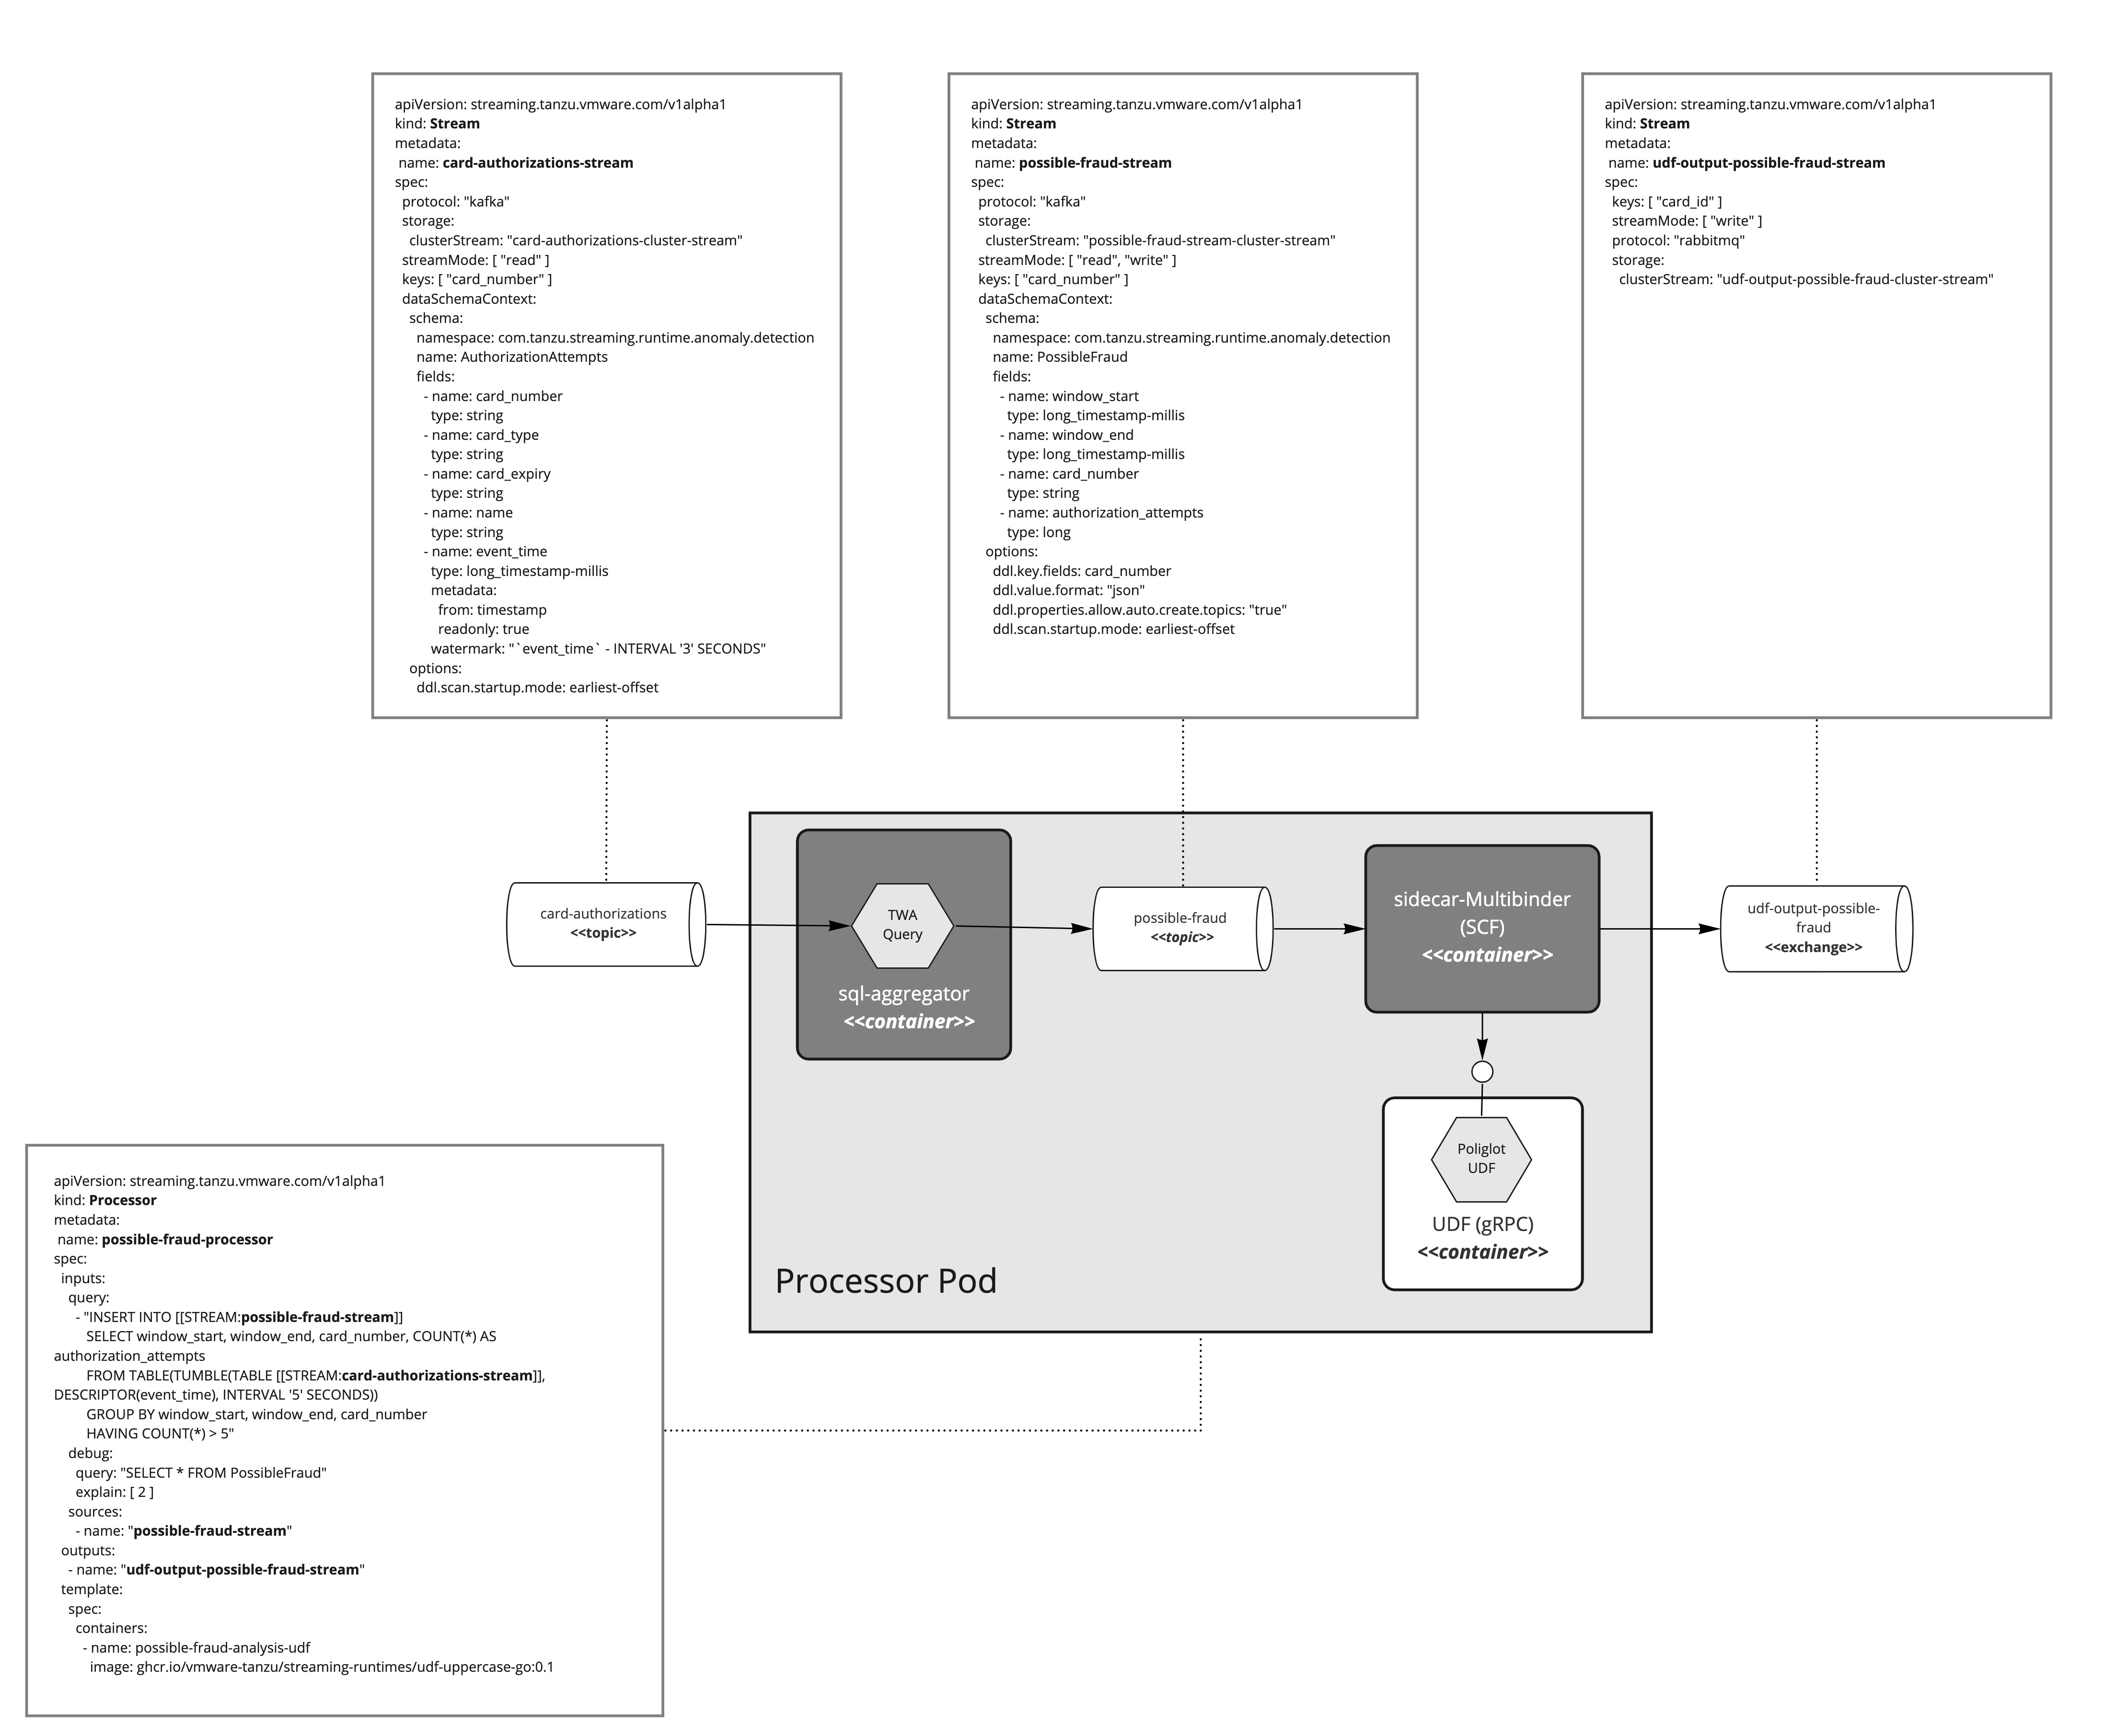 apiVersion: streaming.tanzu.vmware.com/v1alpha1
kind: Stream
metadata:
 name: card-authorizations-stream
spec:
  protocol: "kafka"
  storage:
    clusterStream: "card-authorizations-cluster-stream"
  streamMode: [ "read" ]
  keys: [ "card_number" ]
  dataSchemaContext:
    schema:
      namespace: com.tanzu.streaming.runtime.anomaly.detection
      name: AuthorizationAttempts
      fields:
        - name: card_number
          type: string
        - name: card_type
          type: string
        - name: card_expiry
          type: string
        - name: name
          type: string
        - name: event_time
          type: long_timestamp-millis
          metadata:
            from: timestamp
            readonly: true
          watermark: "`event_time` - INTERVAL '3' SECONDS"
    options:
      ddl.scan.startup.mode: earliest-offset
apiVersion: streaming.tanzu.vmware.com/v1alpha1
kind: Stream
metadata:
 name: possible-fraud-stream
spec:
  protocol: "kafka"
  storage:
    clusterStream: "possible-fraud-stream-cluster-stream"
  streamMode: [ "read", "write" ]
  keys: [ "card_number" ]
  dataSchemaContext:
    schema:
      namespace: com.tanzu.streaming.runtime.anomaly.detection
      name: PossibleFraud
      fields:
        - name: window_start
          type: long_timestamp-millis
        - name: window_end
          type: long_timestamp-millis
        - name: card_number
          type: string
        - name: authorization_attempts
          type: long
    options:
      ddl.key.fields: card_number
      ddl.value.format: "json"
      ddl.properties.allow.auto.create.topics: "true"
      ddl.scan.startup.mode: earliest-offset
apiVersion: streaming.tanzu.vmware.com/v1alpha1
kind: Stream
metadata:
 name: udf-output-possible-fraud-stream
spec:
  keys: [ "card_id" ]
  streamMode: [ "write" ]
  protocol: "rabbitmq"
  storage:
    clusterStream: "udf-output-possible-fraud-cluster-stream"
card-authorizations
<<topic>>
TWA
Query
sql-aggregator
<<container>>
possible-fraud
<<topic>>
sidecar-Multibinder
(SCF)
<<container>>
udf-output-possible-
fraud
<<exchange>>
Poliglot
UDF
UDF (gRPC)
<<container>>
Processor Pod
apiVersion: streaming.tanzu.vmware.com/v1alpha1
kind: Processor
metadata:
 name: possible-fraud-processor
spec:
  inputs:
    query:
      - "INSERT INTO [[STREAM:possible-fraud-stream]]
         SELECT window_start, window_end, card_number, COUNT(*) AS
authorization_attempts
         FROM TABLE(TUMBLE(TABLE [[STREAM:card-authorizations-stream]],
DESCRIPTOR(event_time), INTERVAL '5' SECONDS))
         GROUP BY window_start, window_end, card_number
         HAVING COUNT(*) > 5"
    debug:
      query: "SELECT * FROM PossibleFraud"
      explain: [ 2 ]
    sources:
      - name: "possible-fraud-stream"
  outputs:
    - name: "udf-output-possible-fraud-stream"
  template:
    spec:
      containers:
        - name: possible-fraud-analysis-udf
          image: ghcr.io/vmware-tanzu/streaming-runtimes/udf-uppercase-go:0.1